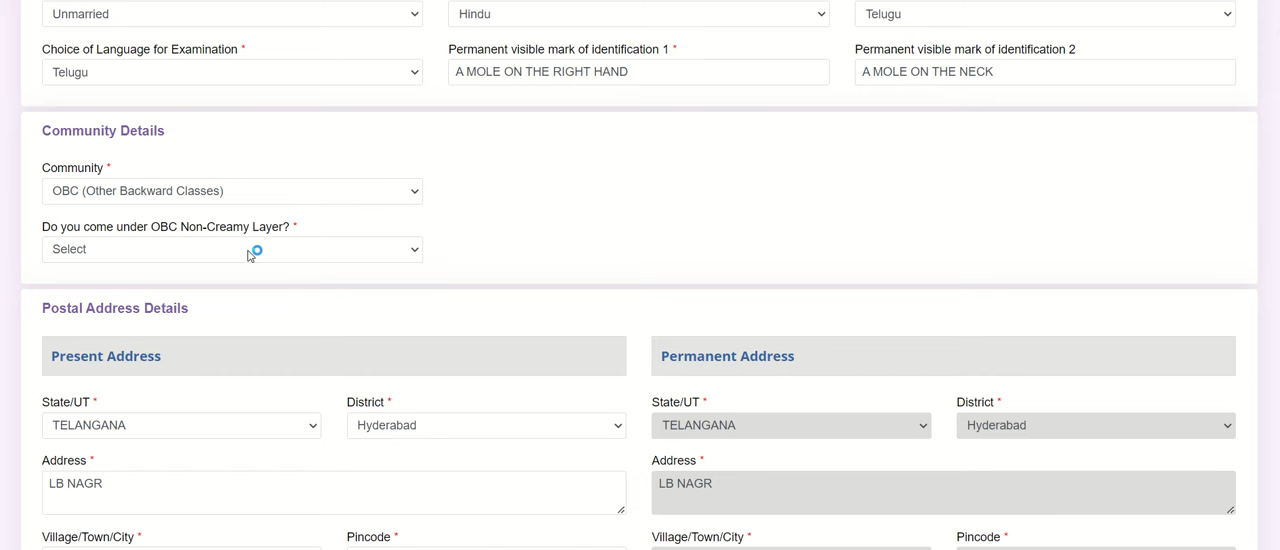 Unmarried Hindu Telugu
Choice of Language for Examination * Permanent visible mark of identification 1 * Permanent visible mark of identification 2
Telugu A MOLE ON THE RIGHT HAND A MOLE ON THE NECK
Community Details
Community *
OBC (Other Backward Classes)
Do you come under OBC Non-Creamy Layer? *
Select
Postal Address Details
Present Address Permanent Address
State/UT * District * State/UT * District *
TELANGANA Hyderabad TELANGANA Hyderabad
Address * Address *
LB NAGR LB NAGR
Village/Town/City * Pincode * Village/Town/City * Pincode *